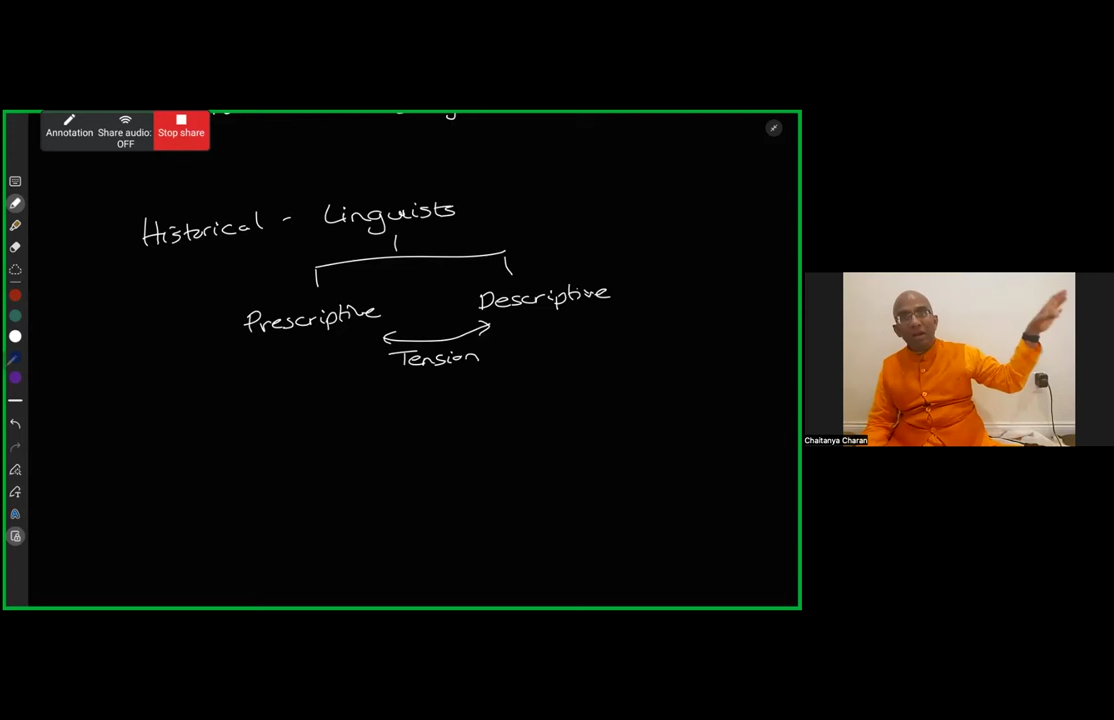 Annotation
Share audio:
OFF
Stop share
Historical - Linguists
Prescriptive
Descriptive
Tension
Chaitanya Charan